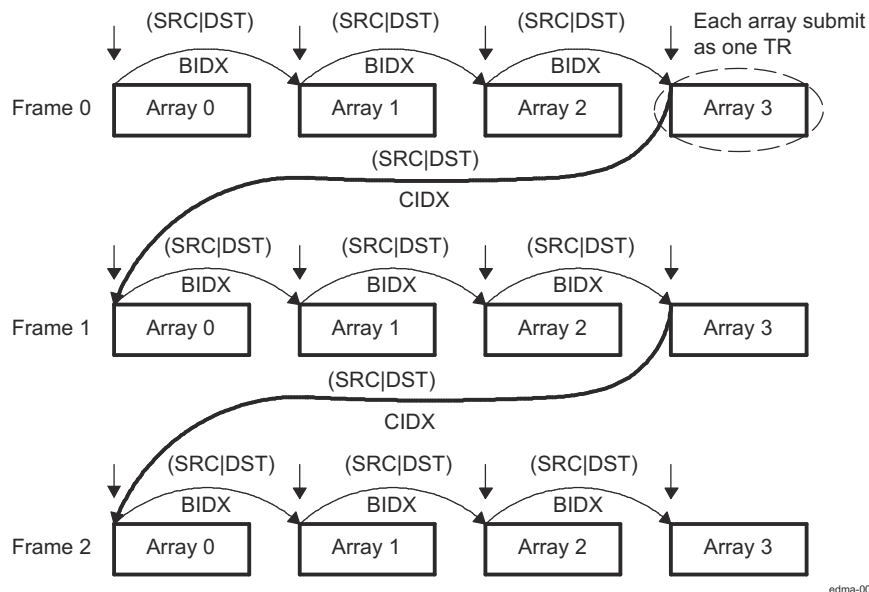 (SRC|DST) (SRC|DST) (SRC|DST) Each array submit
as one TR
BIDX BIDX BIDX
Frame 0 Array 0 Array 1 Array 2 Array 3
(SRC|DST)
CIDX
(SRC|DST) (SRC|DST) (SRC|DST)
BIDX BIDX BIDX
Frame 1 Array 0 Array 1 Array 2 Array 3
(SRC|DST)
CIDX
(SRC|DST) (SRC|DST) (SRC|DST)
BIDX BIDX BIDX
Frame 2 Array 0 Array 1 Array 2 Array 3